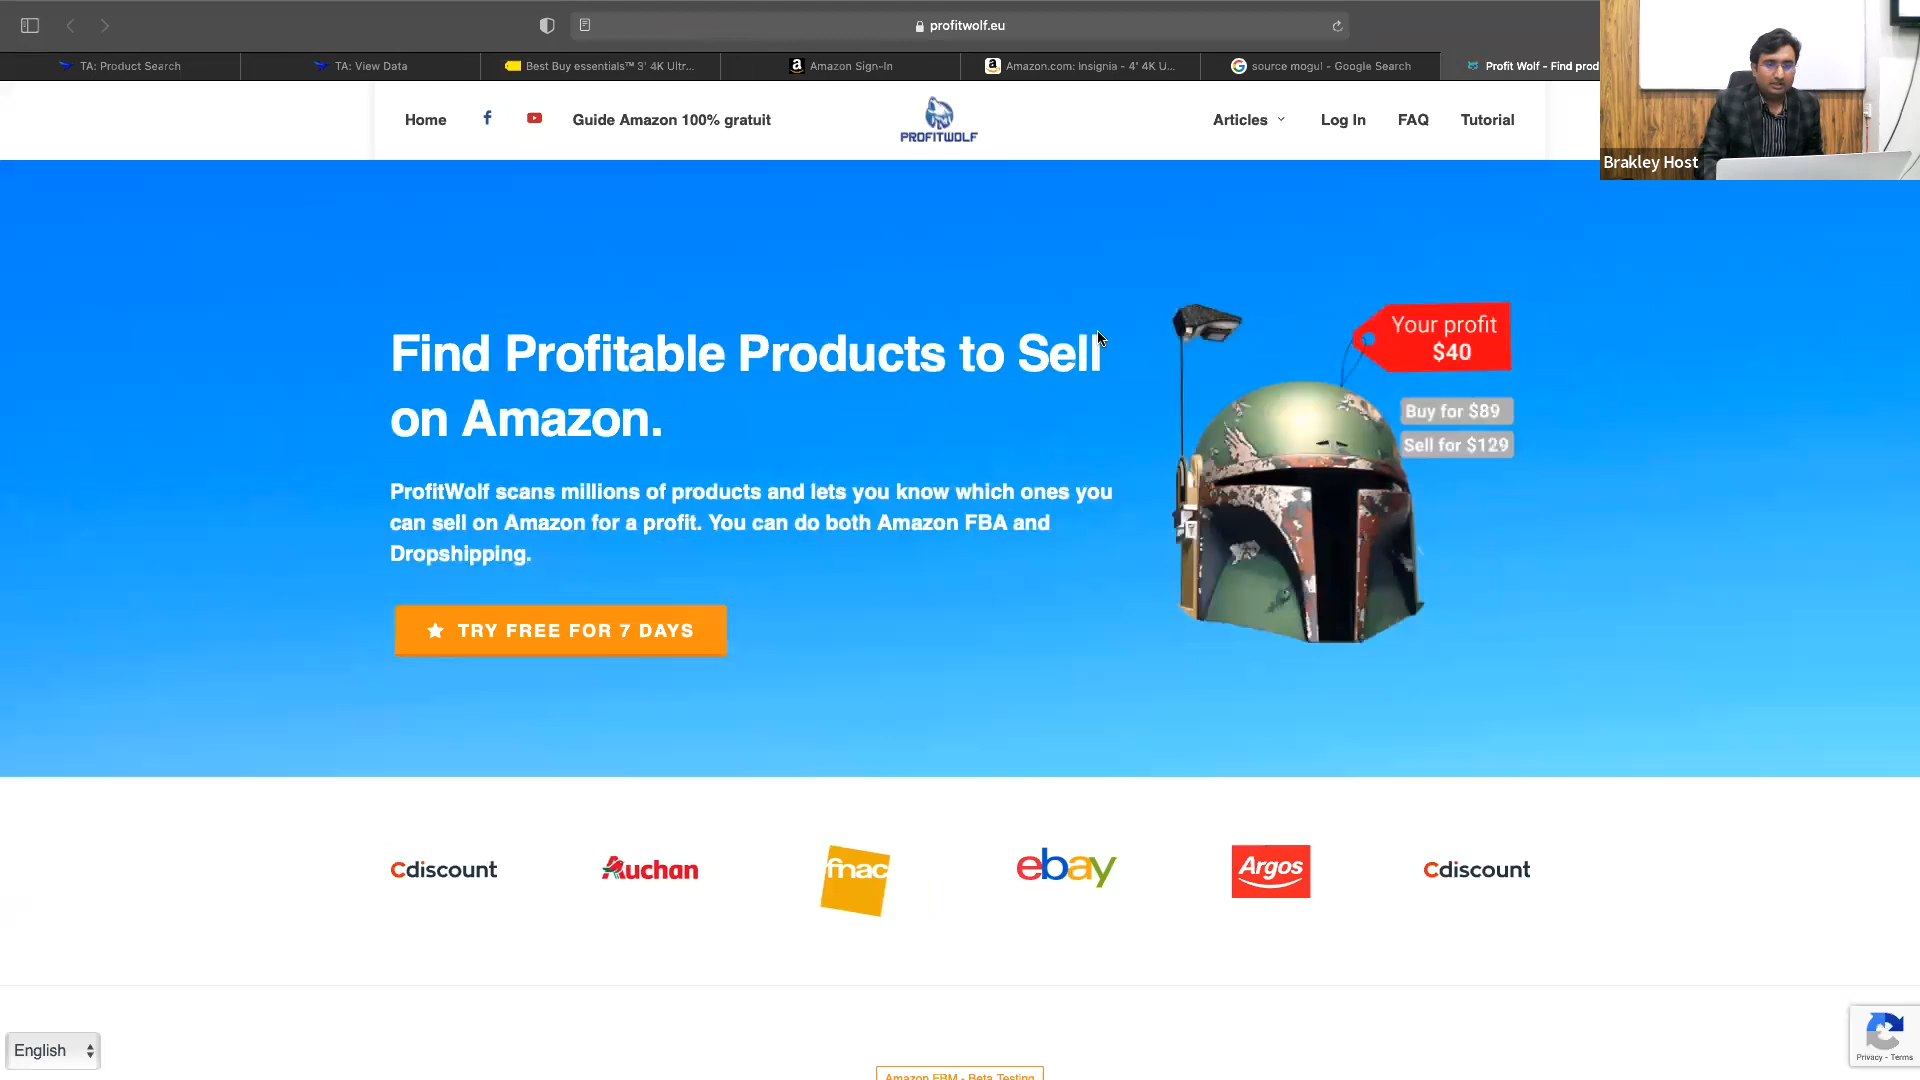 profitwolf.eu
TA: Product Search
TA: View Data
Best Buy essentials™ 3' 4K Ultr...
Amazon Sign-In
Amazon.com: Insignia - 4' 4K U...
source mogul - Google Search
Profit Wolf - Find prod
Home
Guide Amazon 100% gratuit
PROFITWOLF
Articles
Log In
FAQ
Tutorial
Brakley Host
Find Profitable Products to Sell
on Amazon.
ProfitWolf scans millions of products and lets you know which ones you
can sell on Amazon for a profit. You can do both Amazon FBA and
Dropshipping.
TRY FREE FOR 7 DAYS
Your profit
$40
Buy for $89
Sell for $129
Cdiscount
Auchan
fnac
ebay
Argos
Cdiscount
English
Amazon FBM - Beta Testing
Privacy - Terms